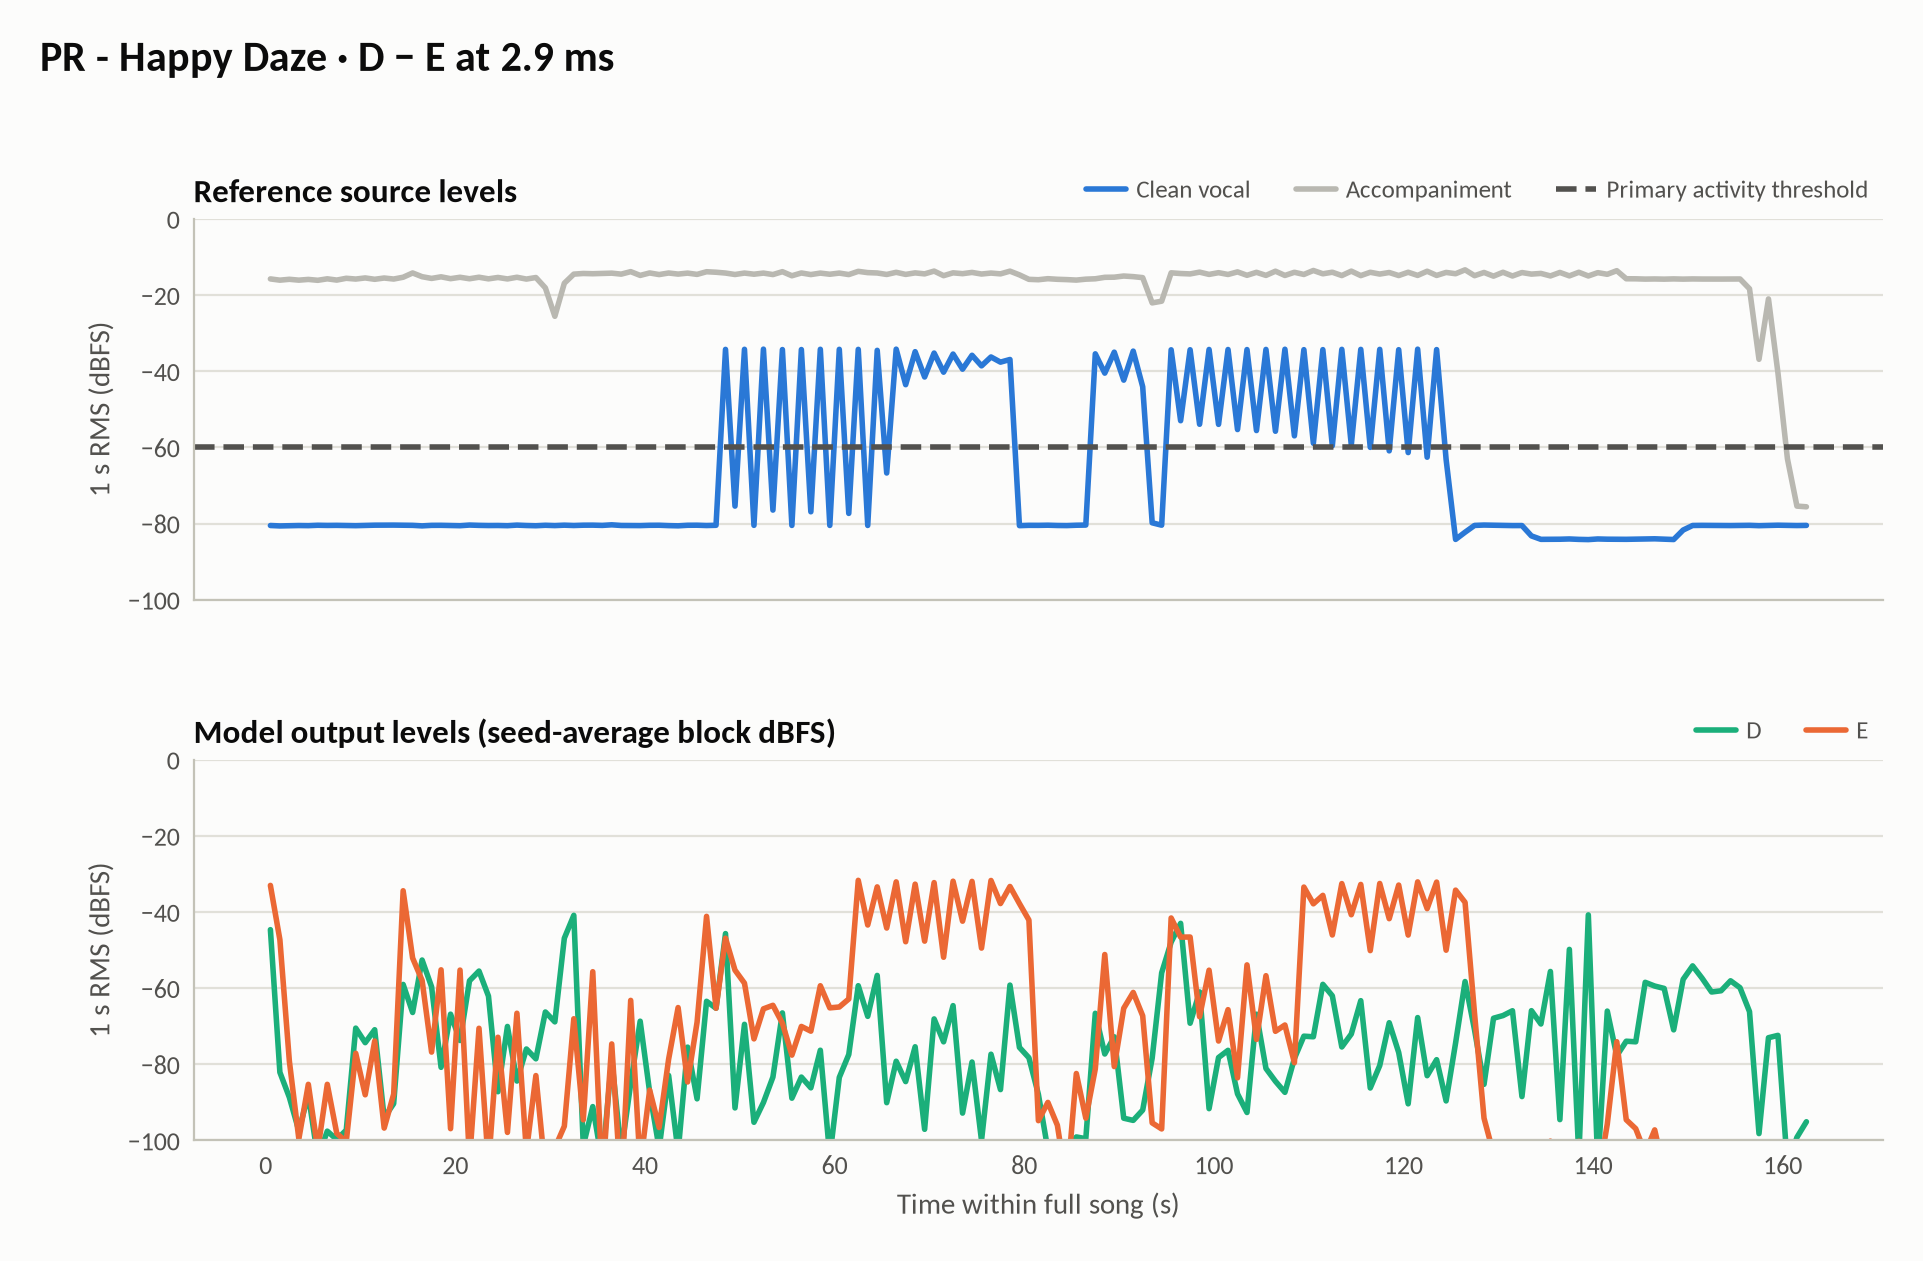 PR - Happy Daze · D − E at 2.9 ms
Reference source levels
Clean vocal
Accompaniment
Primary activity threshold
0
−20
−40
−60
−80
−100
1 s RMS (dBFS)
Model output levels (seed-average block dBFS)
D
E
0
−20
−40
−60
−80
−100
1 s RMS (dBFS)
0 20 40 60 80 100 120 140 160
Time within full song (s)